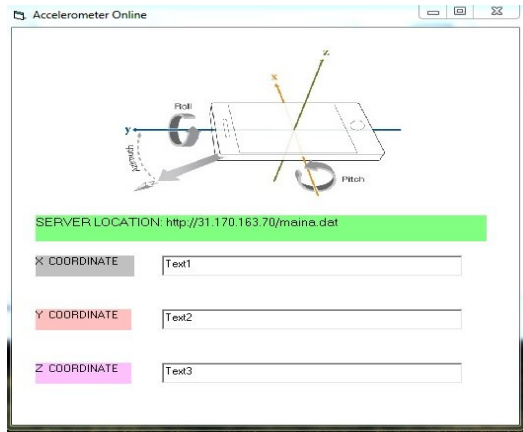 Accelerometer Online
z
x
Roll
y
Azimuth
Pitch
SERVER LOCATION: http://31.170.163.70/maina.dat
X COORDINATE
Text1
Y COORDINATE
Text2
Z COORDINATE
Text3